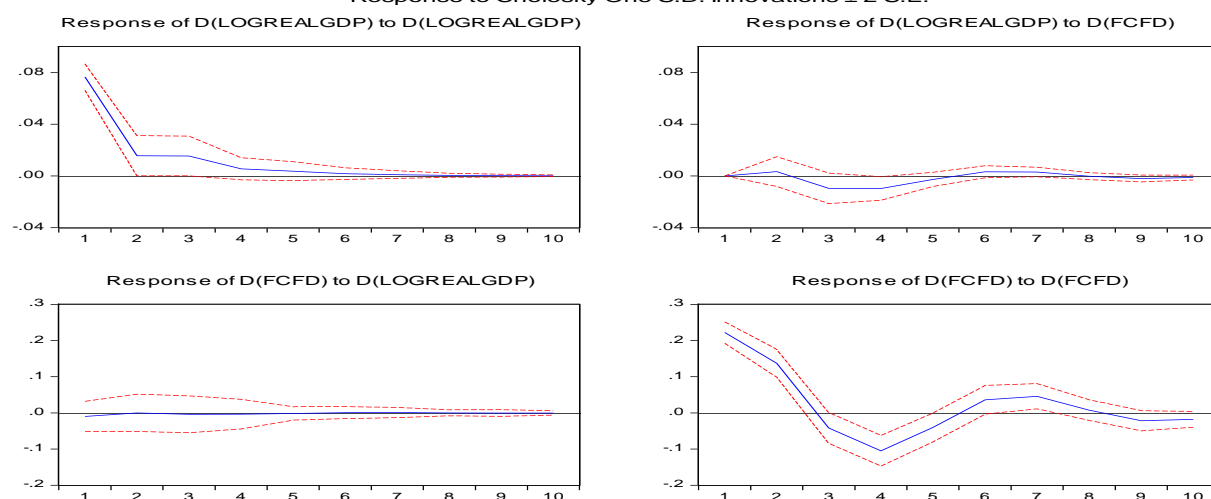 Response to Cholesky One S.D. Innovations ± 2 S.E.
Response of D(LOGREALGDP) to D(LOGREALGDP)
.08
.04
.00
-.04
1 2 3 4 5 6 7 8 9 10
Response of D(LOGREALGDP) to D(FCFD)
.08
.04
.00
-.04
1 2 3 4 5 6 7 8 9 10
Response of D(FCFD) to D(LOGREALGDP)
.3
.2
.1
.0
-.1
-.2
1 2 3 4 5 6 7 8 9 10
Response of D(FCFD) to D(FCFD)
.3
.2
.1
.0
-.1
-.2
1 2 3 4 5 6 7 8 9 10